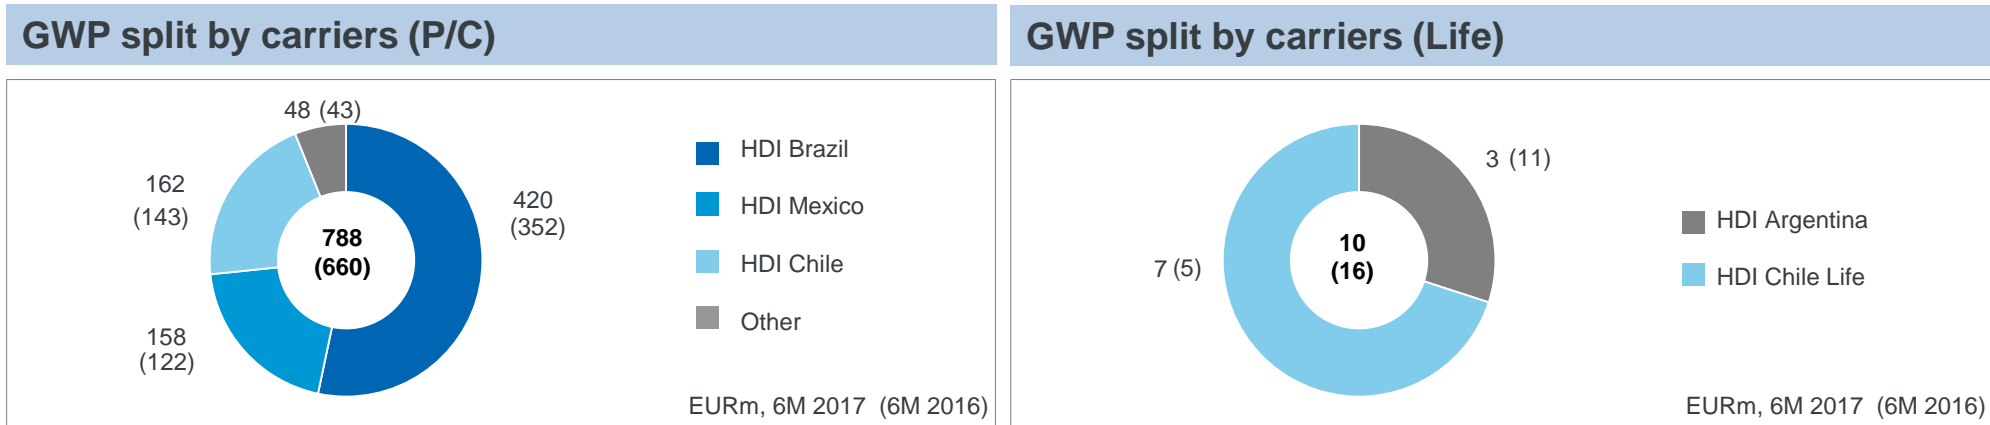 GWP split by carriers (P/C)
48 (43)
162
(143)
158
(122)
420
(352)
788
(660)
HDI Brazil
HDI Mexico
HDI Chile
Other
EURm, 6M 2017 (6M 2016)
GWP split by carriers (Life)
3 (11)
7 (5)
10
(16)
HDI Argentina
HDI Chile Life
EURm, 6M 2017 (6M 2016)